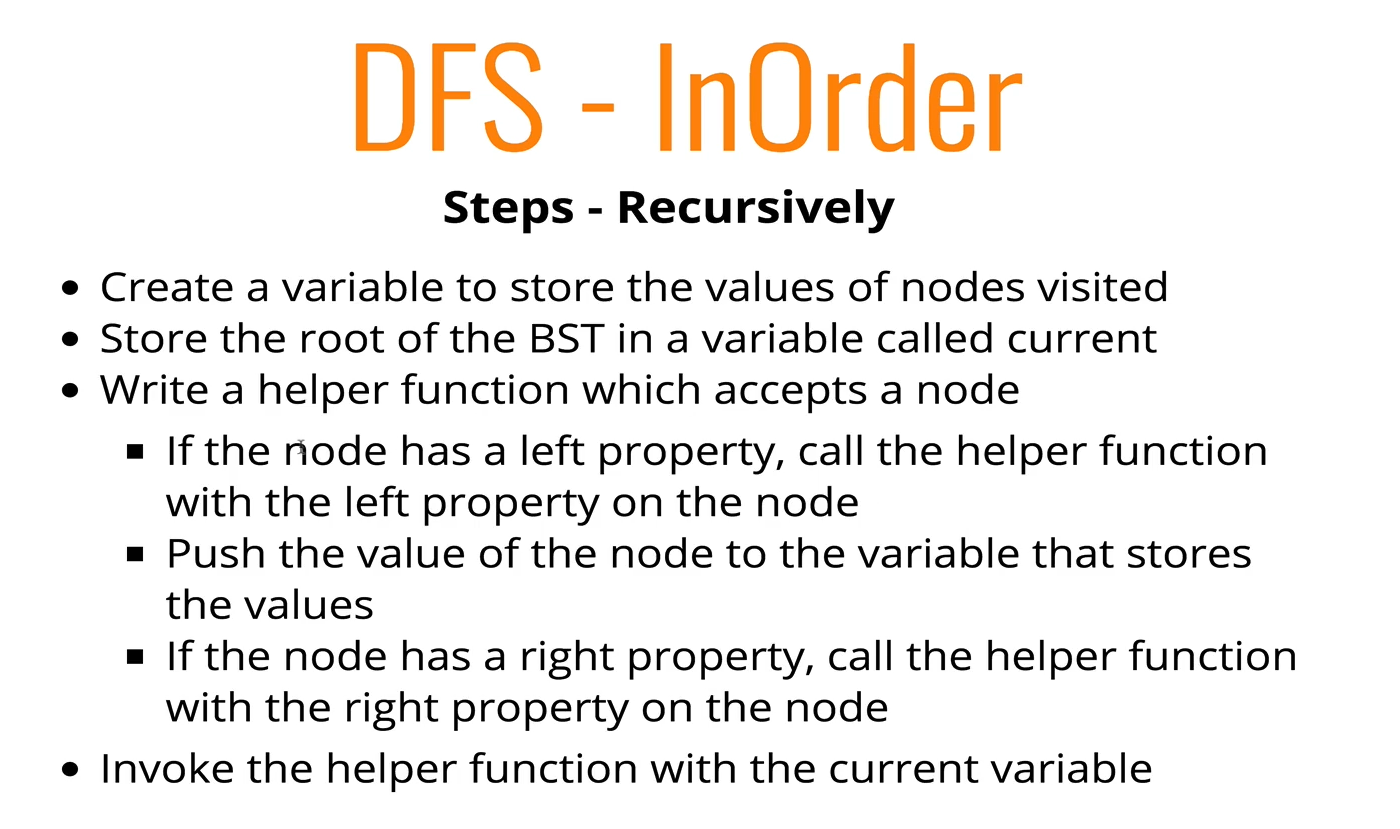 DFS - InOrder
Steps - Recursively
• Create a variable to store the values of nodes visited
• Store the root of the BST in a variable called current
• Write a helper function which accepts a node
▪ If the node has a left property, call the helper function
with the left property on the node
▪ Push the value of the node to the variable that stores
the values
▪ If the node has a right property, call the helper function
with the right property on the node
• Invoke the helper function with the current variable